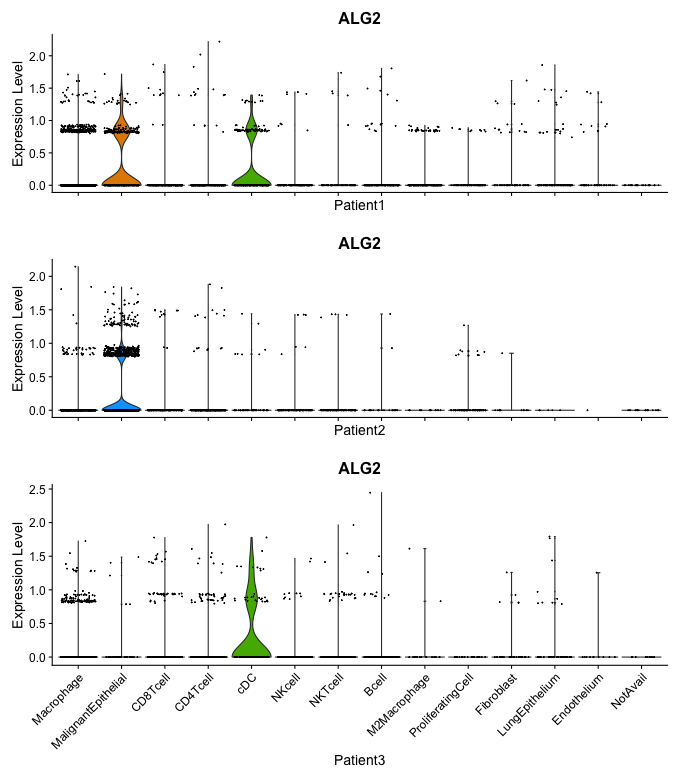 ALG2
Expression Level
2.0
1.5
1.0
0.5
0.0
Patient1
ALG2
Expression Level
2.0
1.5
1.0
0.5
0.0
Patient2
ALG2
Expression Level
2.5
2.0
1.5
1.0
0.5
0.0
Macrophage
MalignantEpithelial
CD8Tcell
CD4Tcell
cDC
NKcell
NKTcell
Bcell
M2Macrophage
ProliferatingCell
Fibroblast
LungEpithelium
Endothelium
NotAvail
Patient3